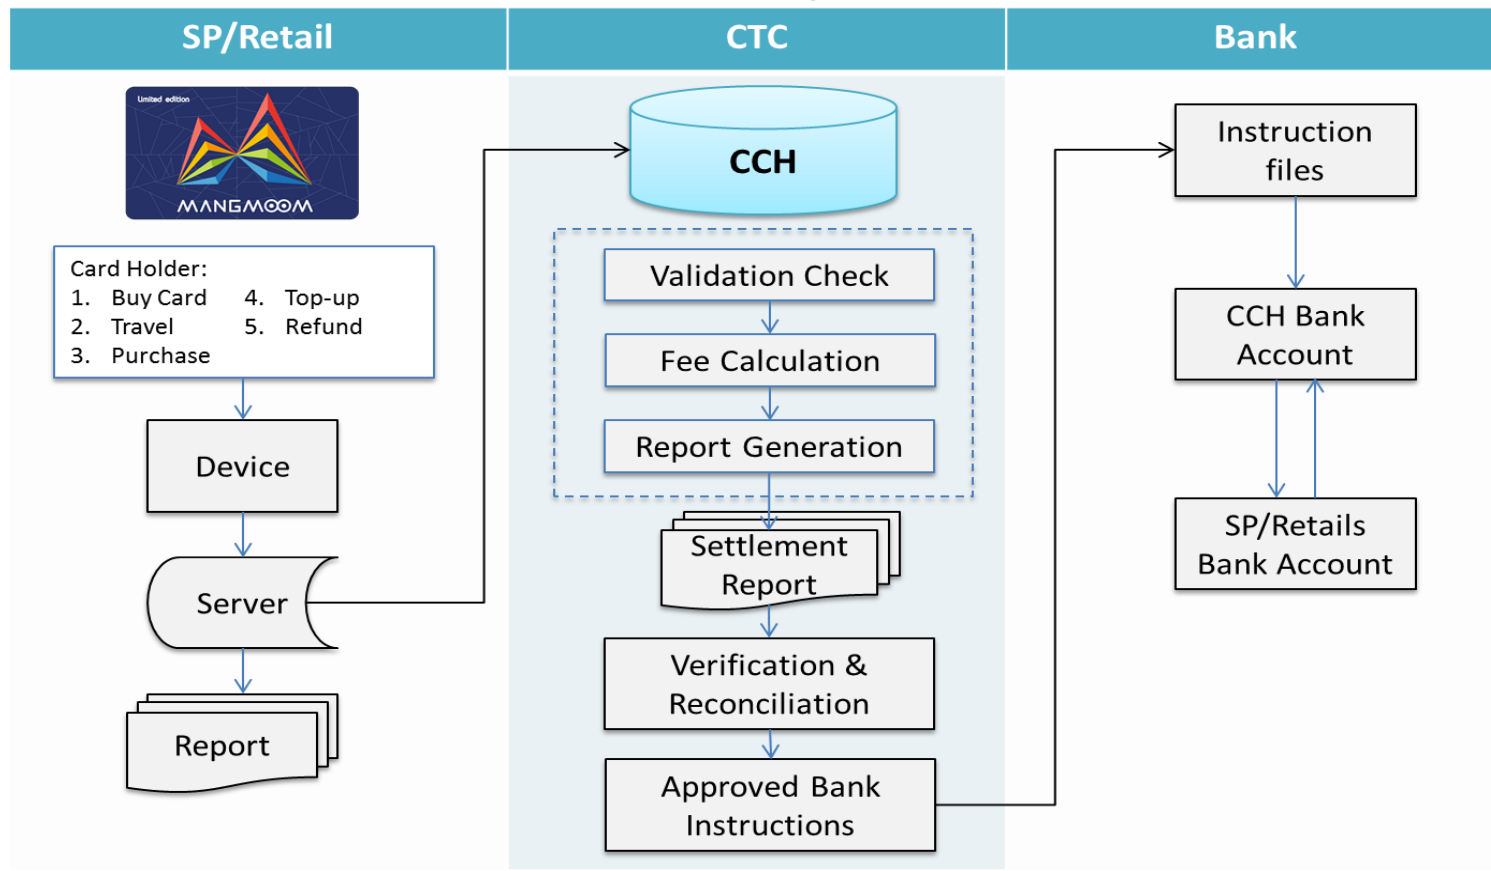 SP/Retail
CTC
Bank
Limited edition
MANGMOOM
Card Holder:
1. Buy Card
2. Travel
3. Purchase
4. Top-up
5. Refund
Device
Server
Report
CCH
Validation Check
Fee Calculation
Report Generation
Settlement
Report
Verification &
Reconciliation
Approved Bank
Instructions
Instruction
files
CCH Bank
Account
SP/Retails
Bank Account